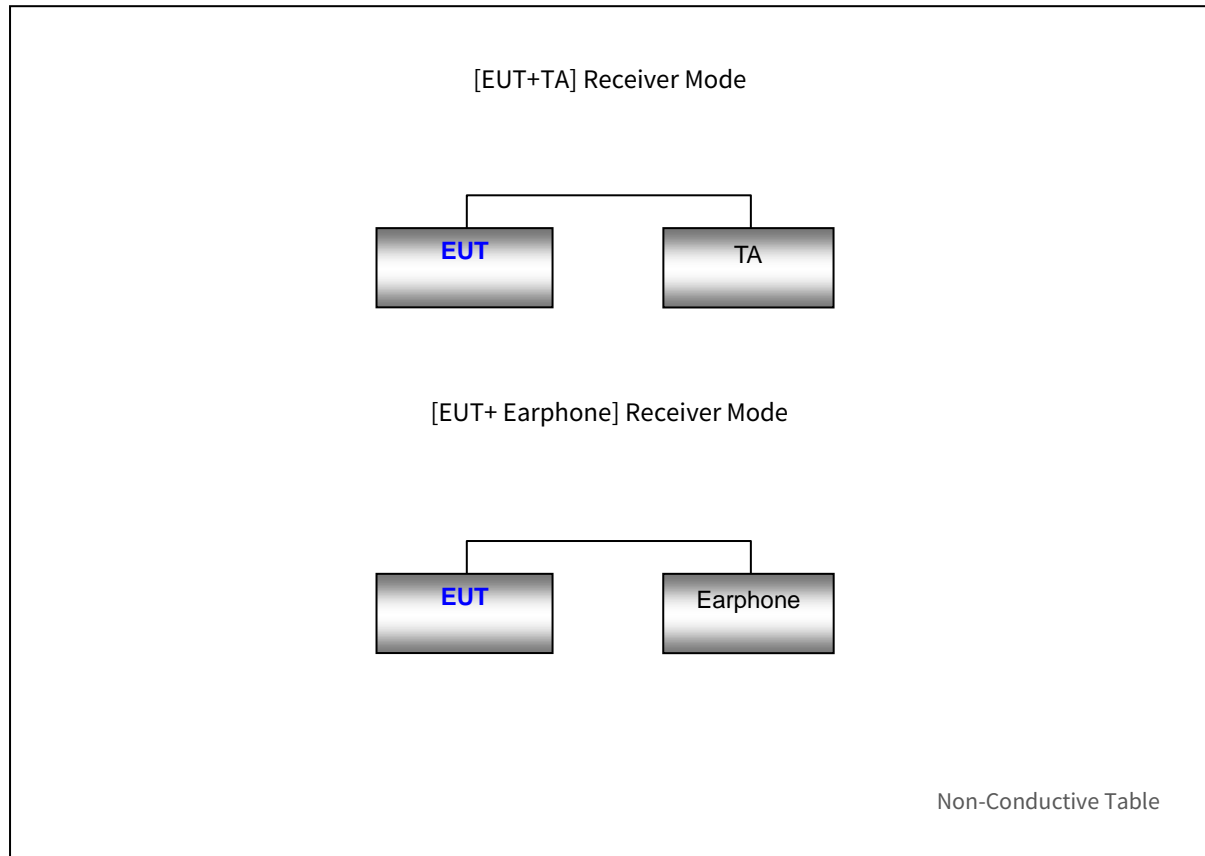 [EUT+TA] Receiver Mode
EUT
TA
[EUT+ Earphone] Receiver Mode
EUT
Earphone
Non-Conductive Table